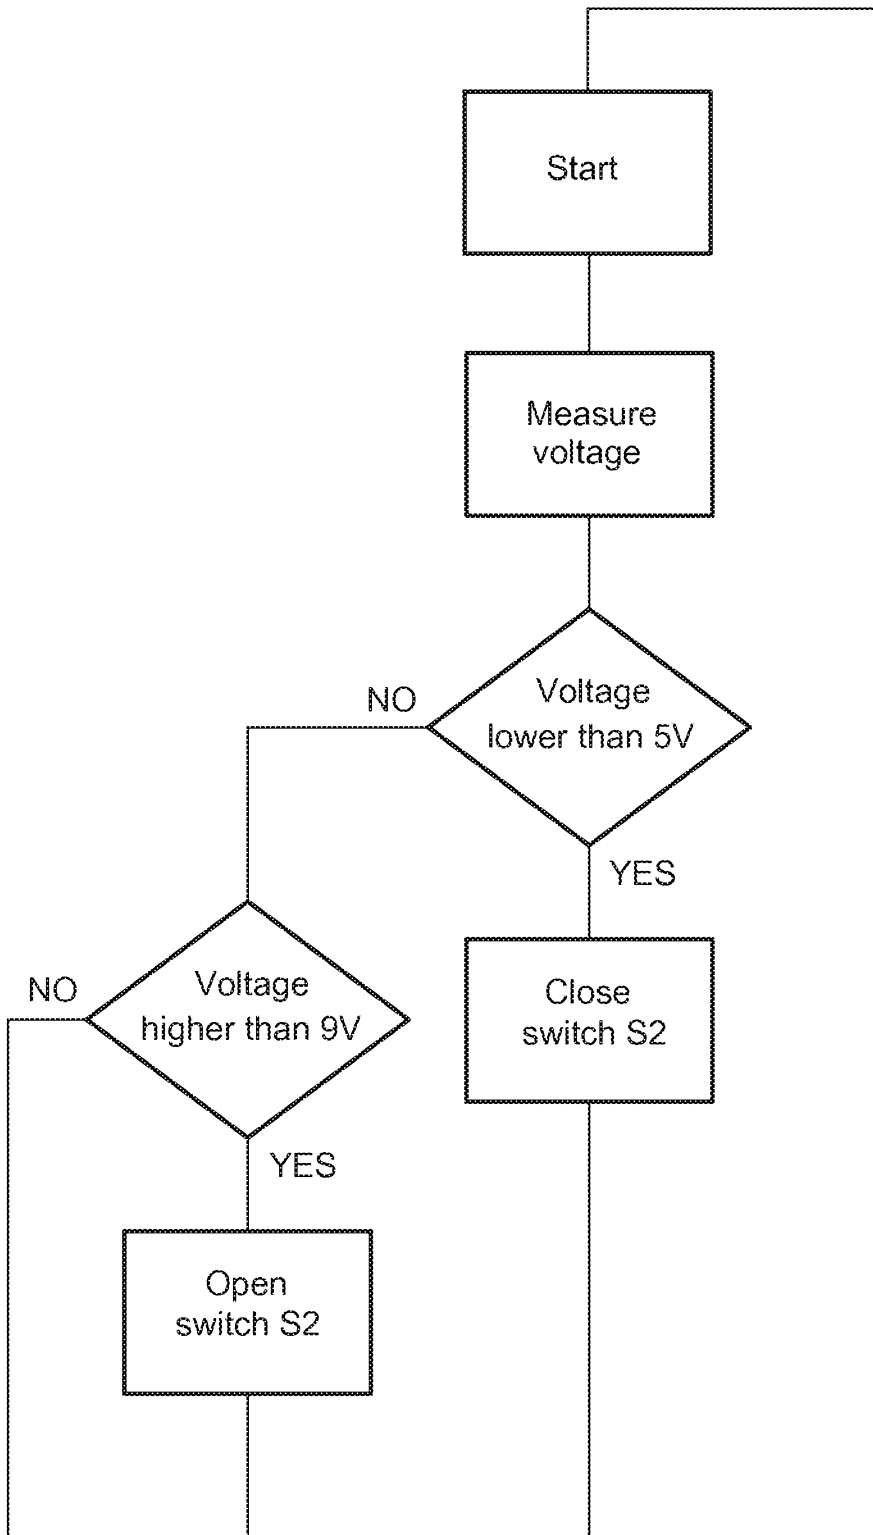 Start
Measure
voltage
Voltage
lower than 5V
NO
YES
Close
switch S2
Voltage
higher than 9V
NO
YES
Open
switch S2